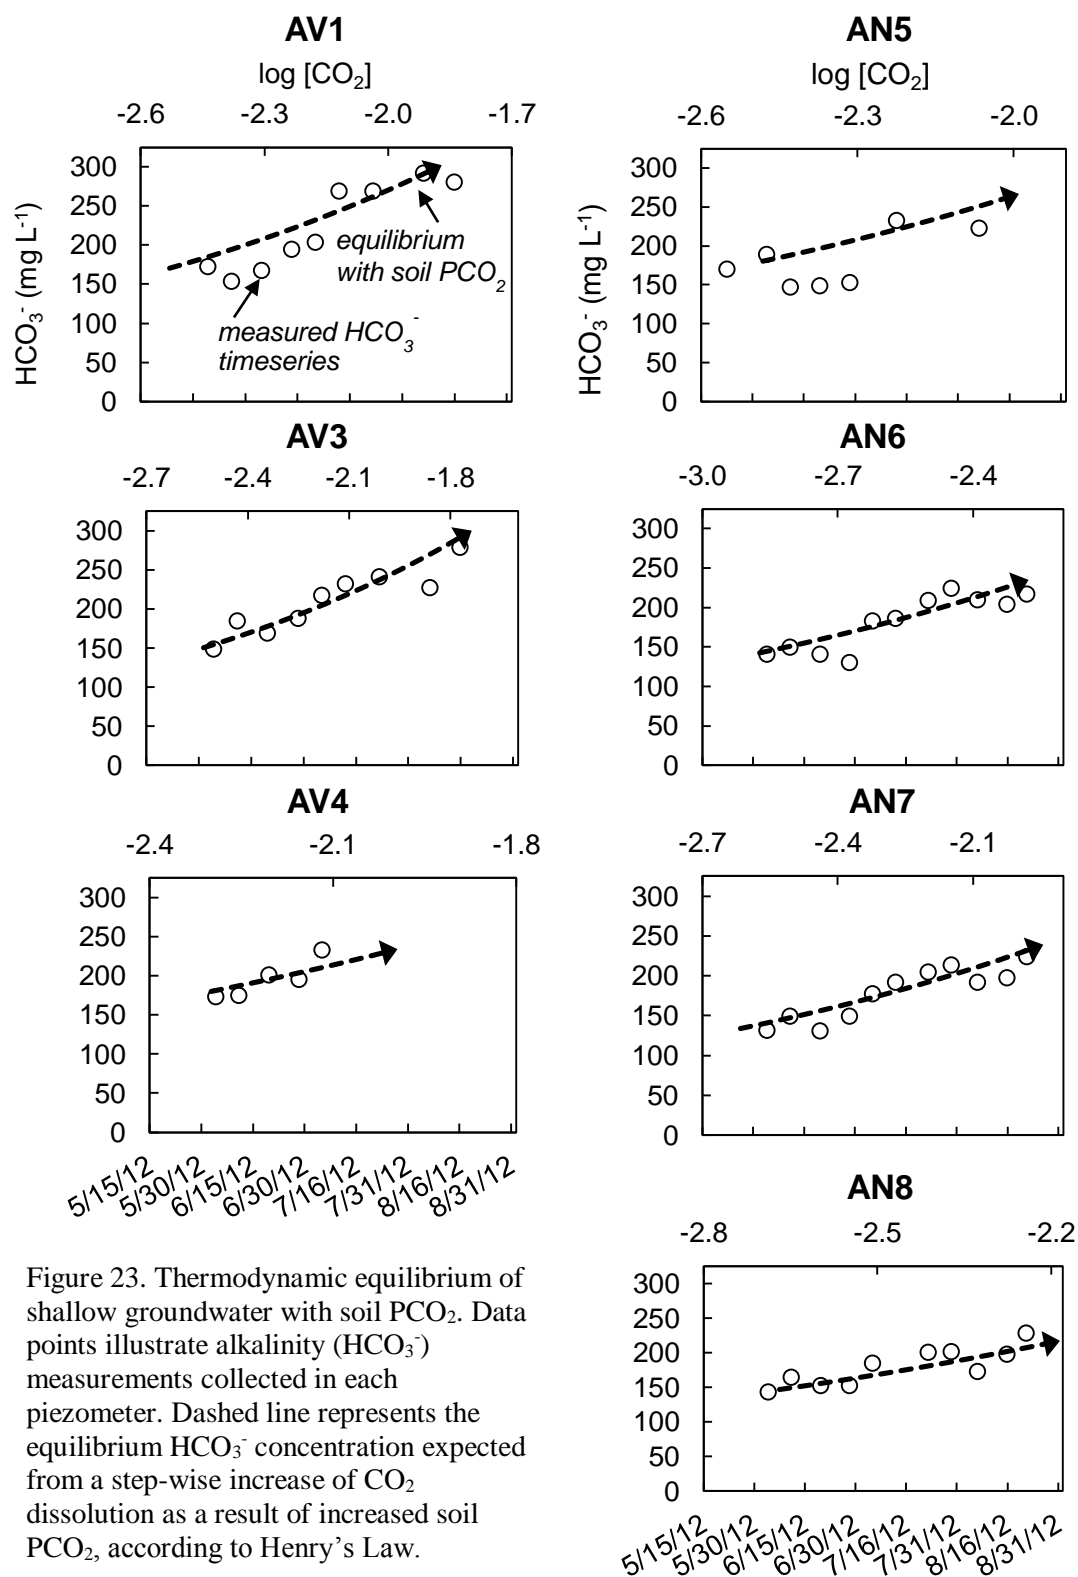 AV1
log [CO₂]
-2.6 -2.3 -2.0 -1.7
300
250
200
150
100
50
0
HCO₃⁻ (mg L⁻¹)
equilibrium
with soil PCO₂
measured HCO₃⁻
timeseries
AV3
-2.7 -2.4 -2.1 -1.8
300
250
200
150
100
50
0
AV4
-2.4 -2.1 -1.8
300
250
200
150
100
50
0
5/15/12 5/30/12 6/15/12 6/30/12 7/16/12 7/31/12 8/16/12 8/31/12
AN5
log [CO₂]
-2.6 -2.3 -2.0
300
250
200
150
100
50
0
HCO₃⁻ (mg L⁻¹)
AN6
-3.0 -2.7 -2.4
300
250
200
150
100
50
0
AN7
-2.7 -2.4 -2.1
300
250
200
150
100
50
0
AN8
-2.8 -2.5 -2.2
300
250
200
150
100
50
0
5/15/12 5/30/12 6/15/12 6/30/12 7/16/12 7/31/12 8/16/12 8/31/12
Figure 23. Thermodynamic equilibrium of
shallow groundwater with soil PCO₂. Data
points illustrate alkalinity (HCO₃⁻)
measurements collected in each
piezometer. Dashed line represents the
equilibrium HCO₃⁻ concentration expected
from a step-wise increase of CO₂
dissolution as a result of increased soil
PCO₂, according to Henry's Law.